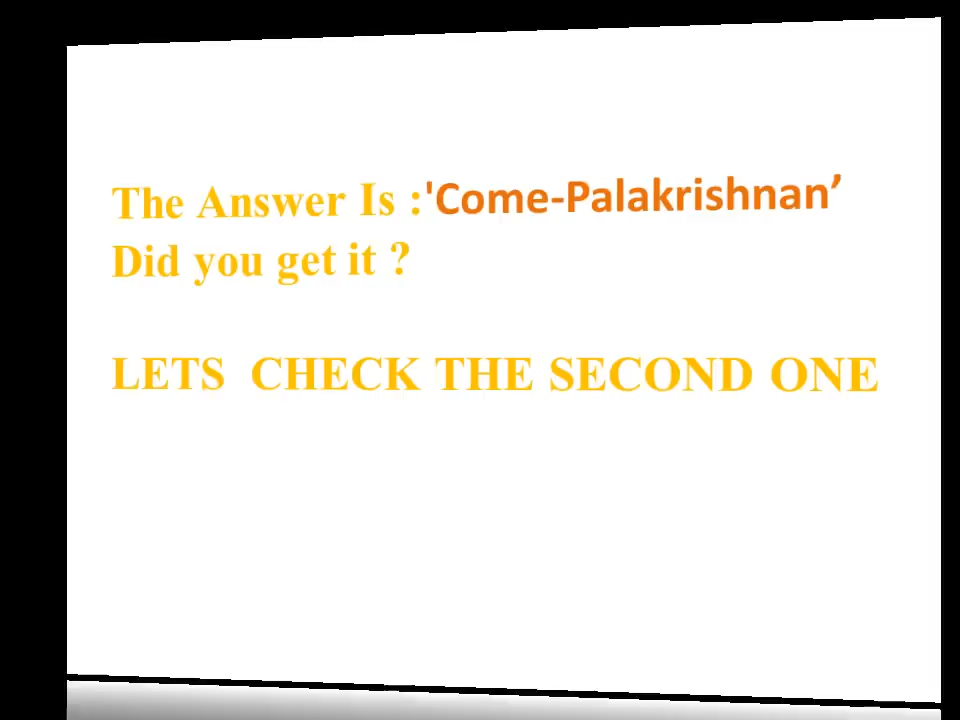 The Answer Is :'Come-Palakrishnan’
Did you get it ?
LETS CHECK THE SECOND ONE